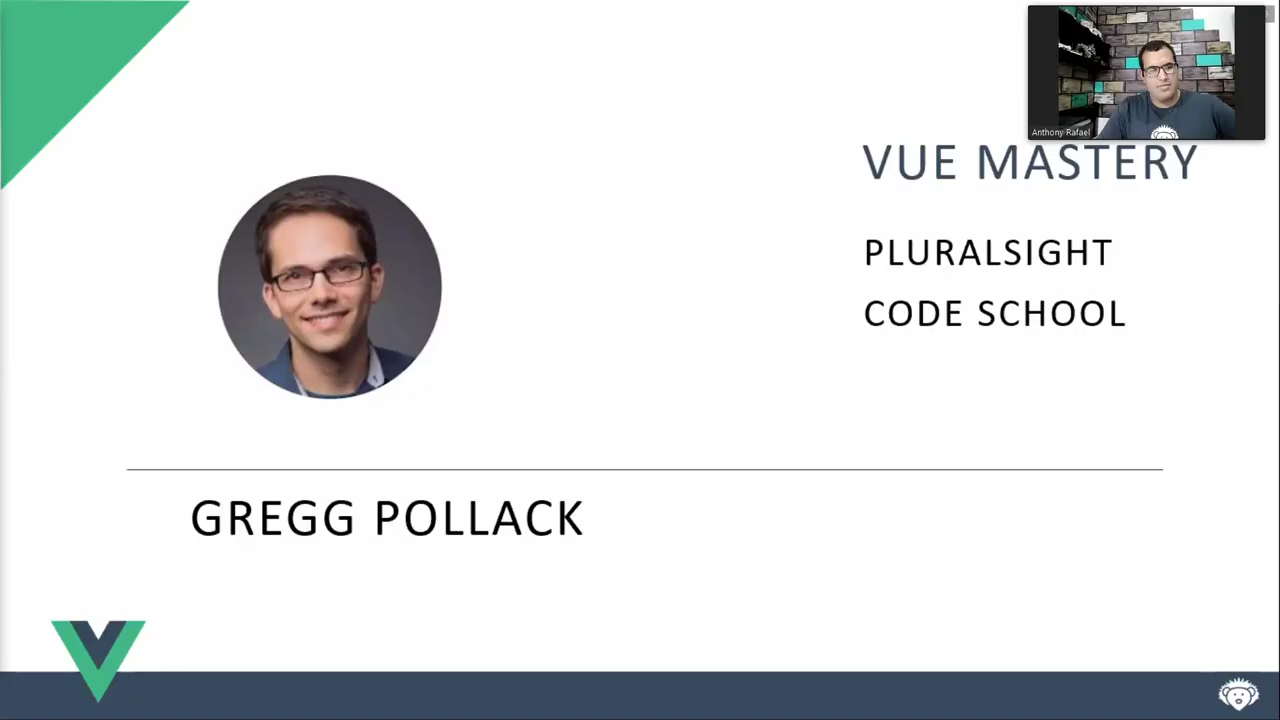 Anthony Rafael
VUE MASTERY
PLURALSIGHT
CODE SCHOOL
GREGG POLLACK